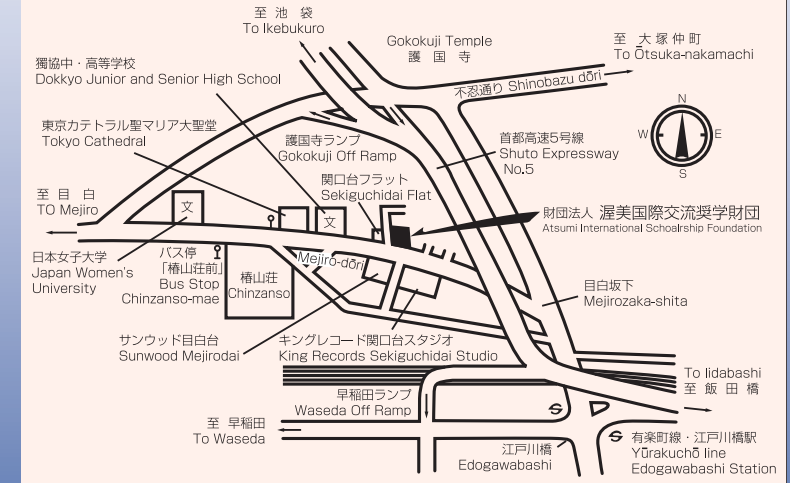 至 池 袋
To Ikebukuro
Gokokuji Temple
護 国 寺
至 大 塚 仲 町
To Ōtsuka-nakamachi
獨協中・高等学校
Dokkyo Junior and Senior High School
不忍通り Shinobazu dōri
東京カテトラル聖マリア大聖堂
Tokyo Cathedral
護国寺ランプ
Gokokuji Off Ramp
首都高速5号線
Shuto Expressway
No.5
N
W
E
S
関口台フラット
Sekiguchidai Flat
至 目 白
TO Mejiro
文
文
財団法人 渥美国際交流奨学財団
Atsumi International Schoalrship Foundation
日本女子大学
Japan Women's
University
バス停
「椿山荘前」
Bus Stop
Chinzanso-mae
椿山荘
Chinzanso
Mejiro-dōri
目白坂下
Mejirozaka-shita
サンウッド目白台
Sunwood Mejirodai
キングレコード関口台スタジオ
King Records Sekiguchidai Studio
To Iidabashi
至 飯 田 橋
早稲田ランプ
Waseda Off Ramp
至 早稲田
To Waseda
江戸川橋
Edogawabashi
有楽町線・江戸川橋駅
Yūrakuchō line
Edogawabashi Station